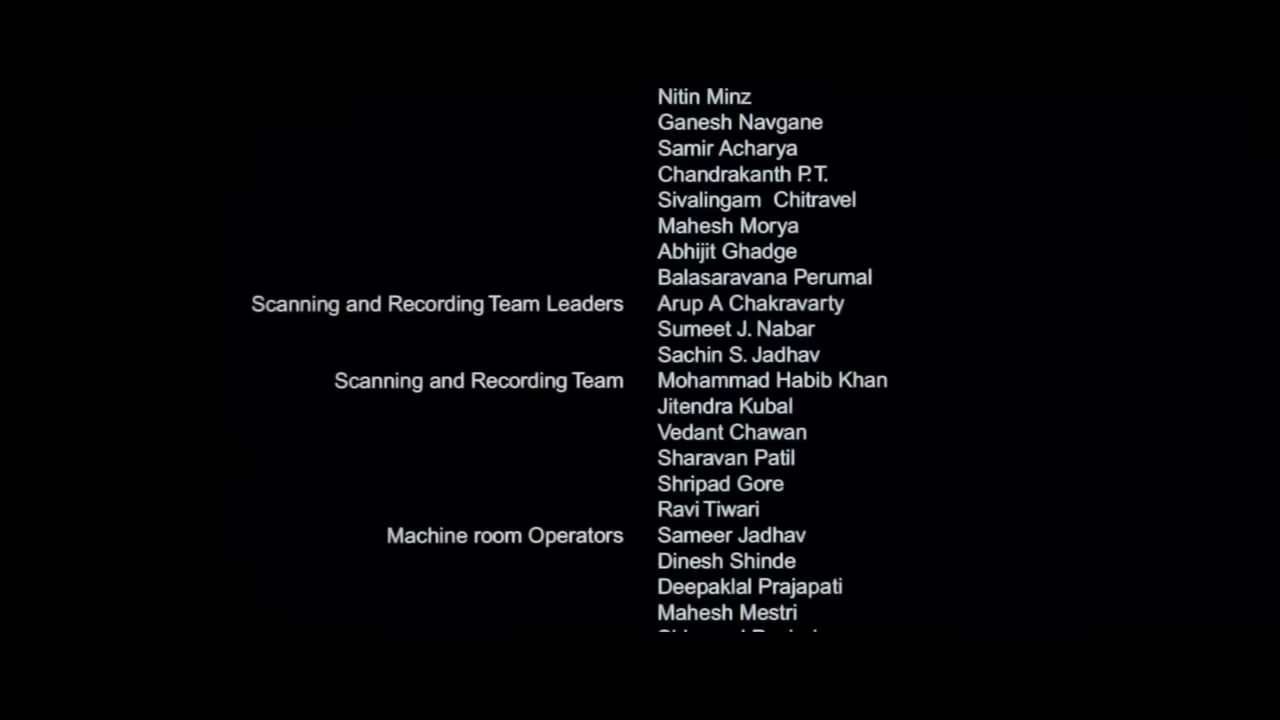 Nitin Minz
Ganesh Navgane
Samir Acharya
Chandrakanth P.T.
Sivalingam  Chitravel
Mahesh Morya
Abhijit Ghadge
Balasaravana Perumal
Scanning and Recording Team Leaders Arup A Chakravarty
Sumeet J. Nabar
Sachin S. Jadhav
Scanning and Recording Team Mohammad Habib Khan
Jitendra Kubal
Vedant Chawan
Sharavan Patil
Shripad Gore
Ravi Tiwari
Machine room Operators Sameer Jadhav
Dinesh Shinde
Deepaklal Prajapati
Mahesh Mestri